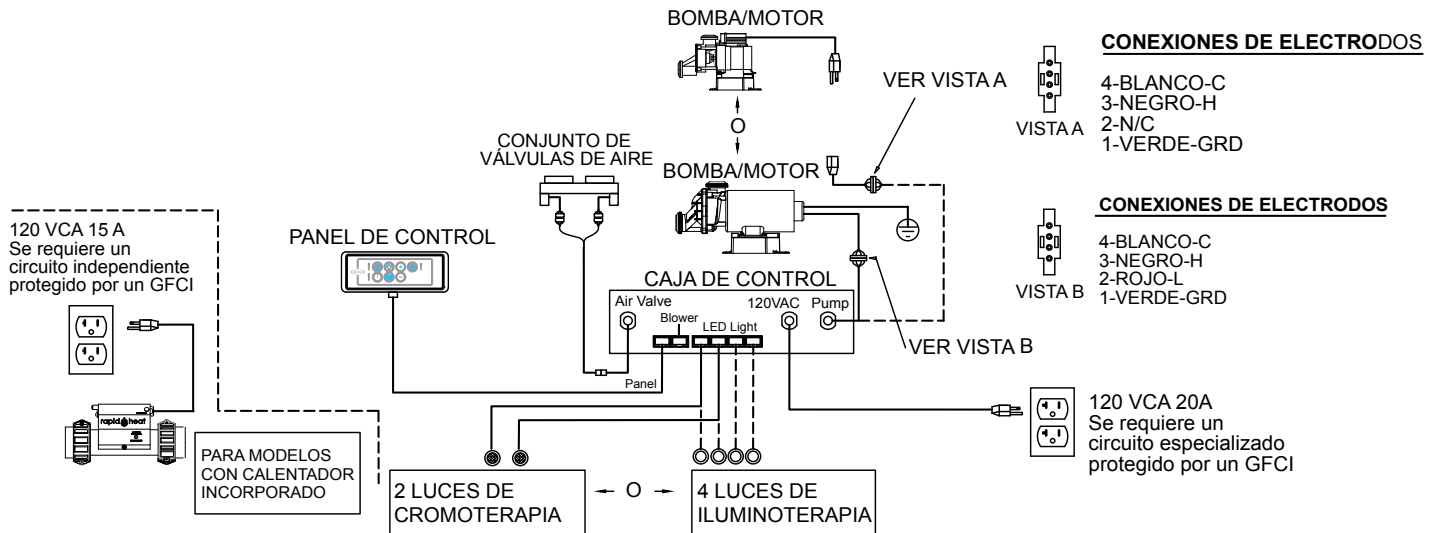 BOMBA/MOTOR
VER VISTA A
VISTA A
CONEXIONES DE ELECTRODOS
4-BLANCO-C
3-NEGRO-H
2-N/C
1-VERDE-GRD
O
CONJUNTO DE
VÁLVULAS DE AIRE
BOMBA/MOTOR
VISTA B
CONEXIONES DE ELECTRODOS
4-BLANCO-C
3-NEGRO-H
2-ROJO-L
1-VERDE-GRD
120 VCA 15 A
Se requiere un
circuito independiente
protegido por un GFCI
PANEL DE CONTROL
CAJA DE CONTROL
Air Valve
Blower
LED Light
120VAC
Pump
Panel
VER VISTA B
rapid heat
PARA MODELOS
CON CALENTADOR
INCORPORADO
2 LUCES DE
CROMOTERAPIA
O
4 LUCES DE
ILUMINOTERAPIA
120 VCA 20A
Se requiere un
circuito especializado
protegido por un GFCI